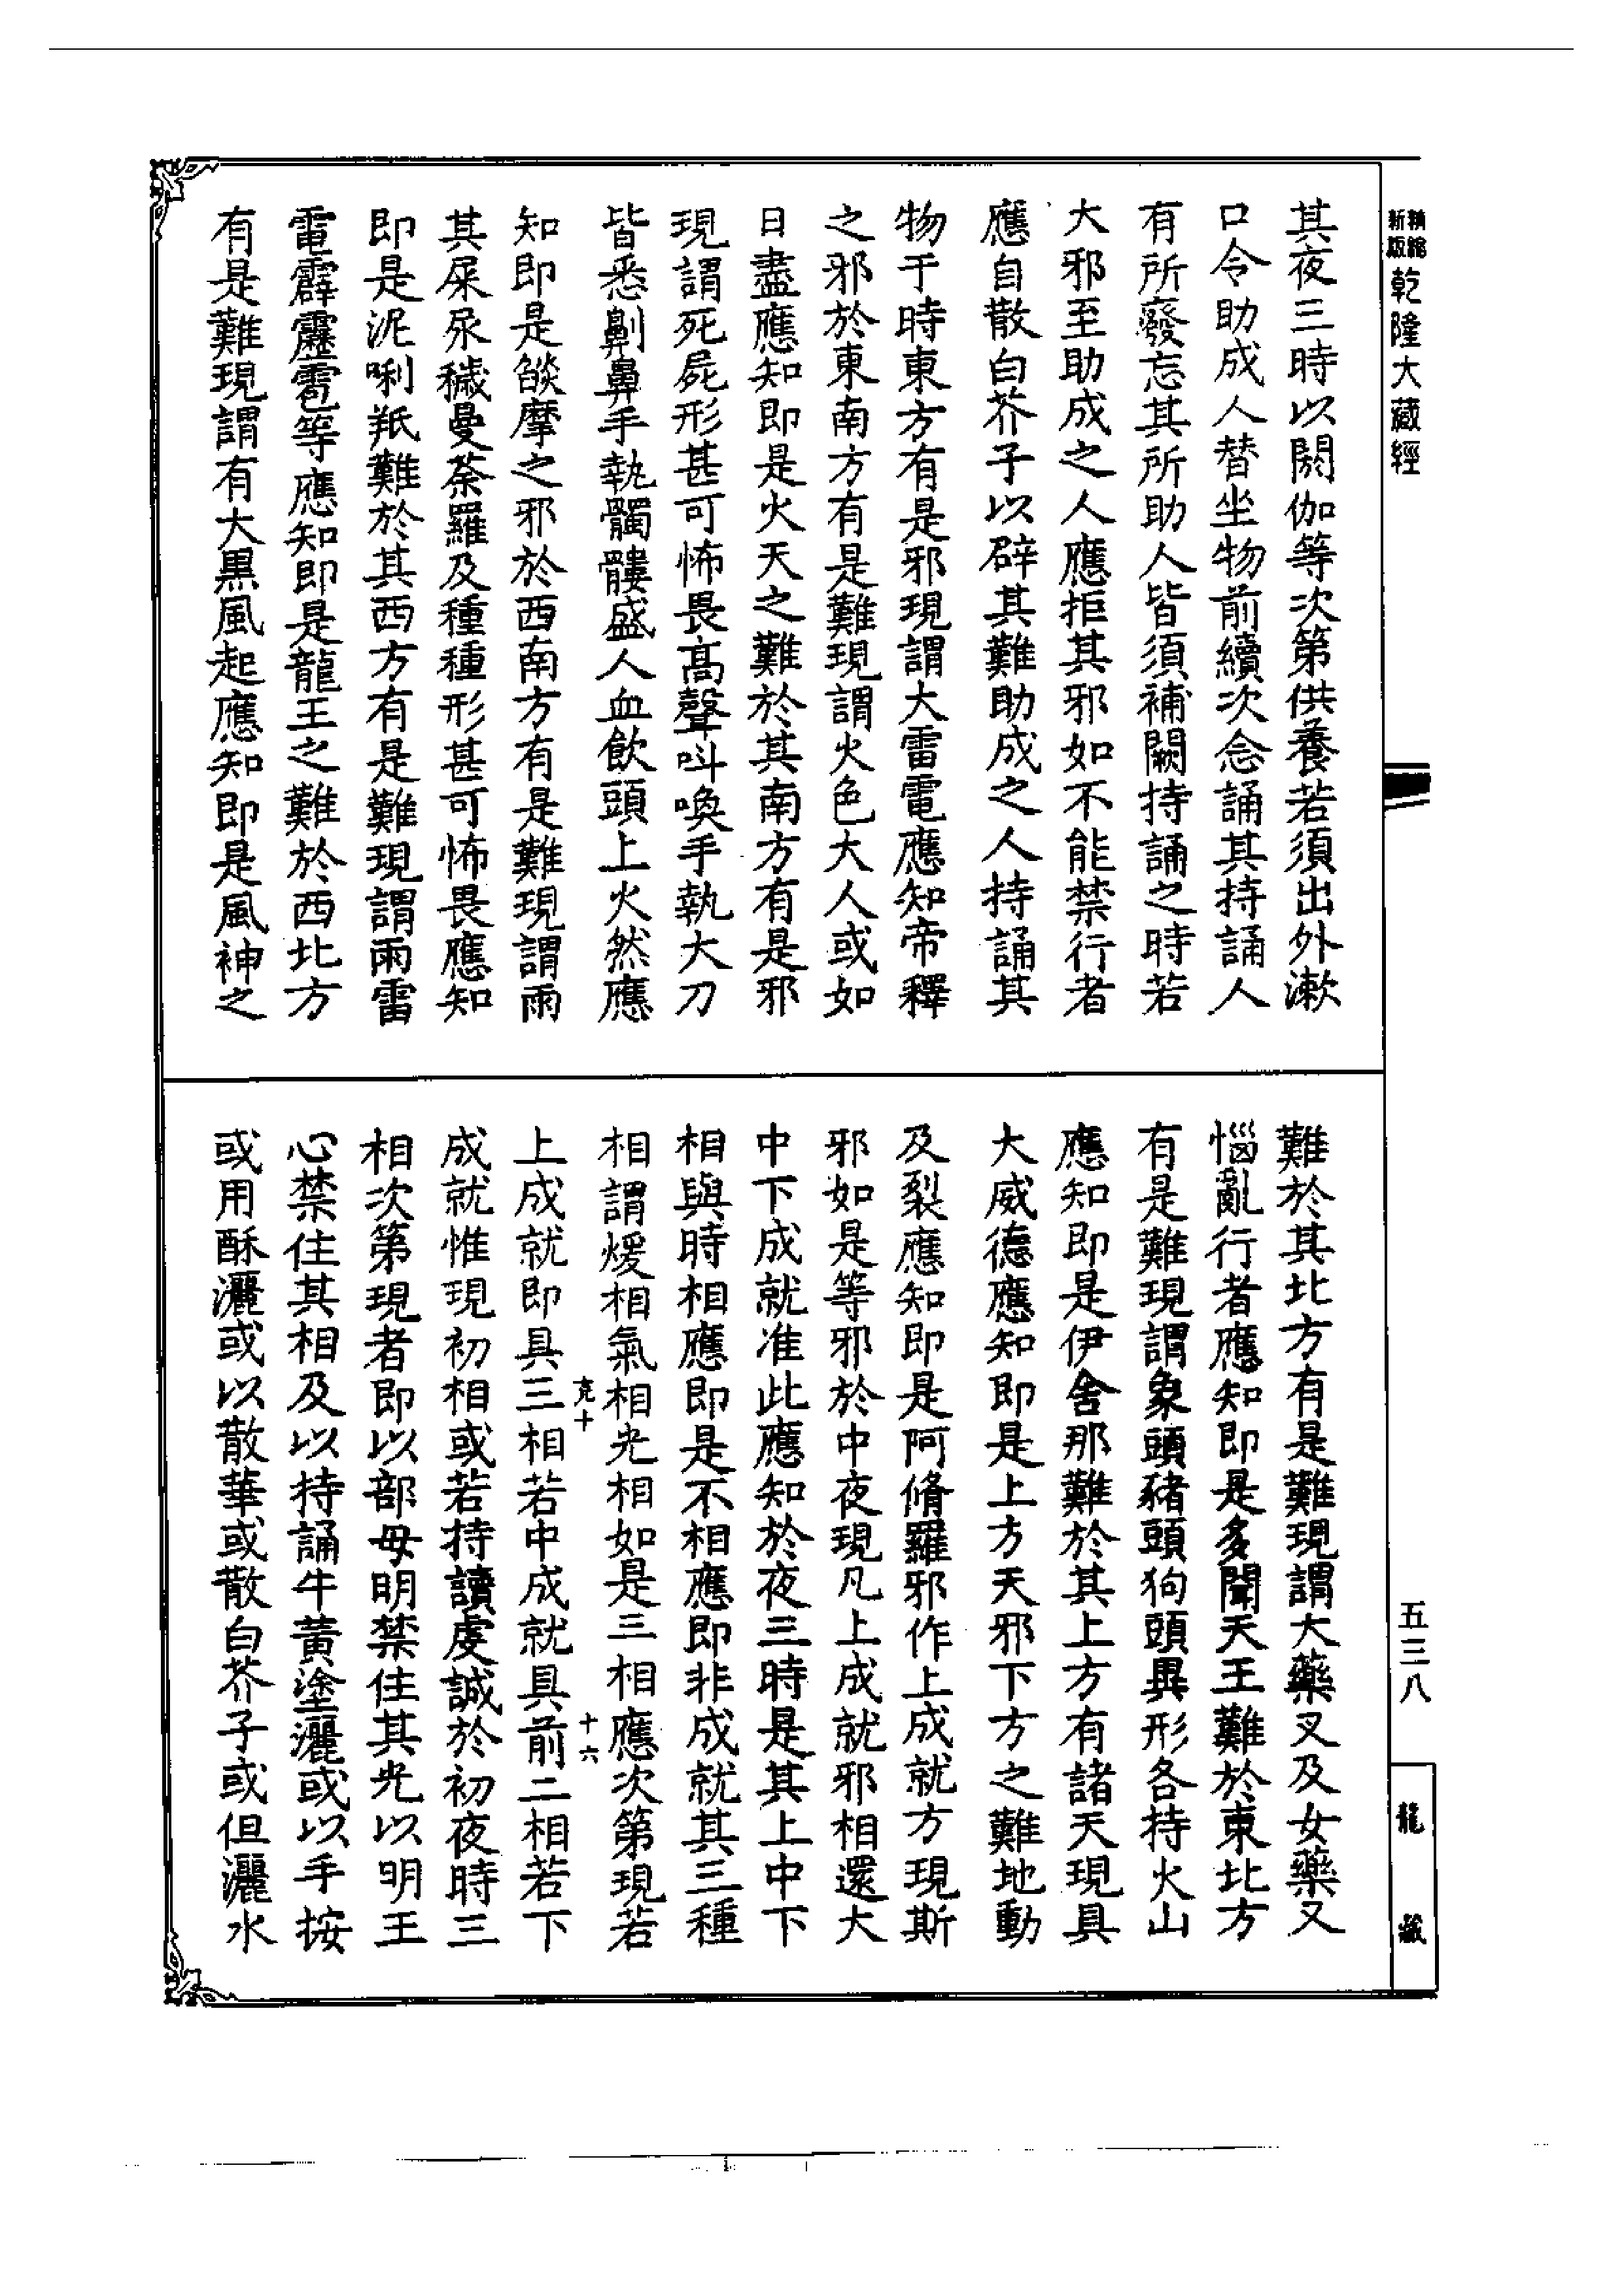 新版 精縮
乾隆大藏經
五三八
龍藏
其夜三時以閼伽等次第供養若須出外漱
口令助成人替坐物前續次念誦其持誦人
有所癈忘其所助人皆須補闕持誦之時若
大邪至助成之人應拒其邪如不能禁行者
應自散白芥子以辟其難助成之人持誦其
物于時東方有是邪現謂大雷電應知帝釋
之邪於東南方有是難現謂火色大人或如
日盡應知即是火天之難於其南方有是邪
現謂死屍形甚可怖畏高聲叫喚手執大刀
皆悉劓鼻手執髑髏盛人血飲頭上火然應
知即是燄摩之邪於西南方有是難現謂雨
其屎尿穢曼荼羅及種種形甚可怖畏應知
即是泥唎羝難於其西方有是難現謂雨雷
電霹靂雹等應知即是龍王之難於西北方
有是難現謂有大黑風起應知即是風神之
難於其北方有是難現謂大藥叉及女藥叉
惱亂行者應知即是多聞天王難於東北方
有是難現謂象頭豬頭狗頭異形各持火山
應知即是伊舍那難於其上方有諸天現具
大威德應知即是上方天邪下方之難地動
及裂應知即是阿脩羅邪作上成就方現斯
邪如是等邪於中夜現凡上成就邪相還大
中下成就准此應知於夜三時是其上中下
相與時相應即是不相應即非成就其三種
相謂煖相氣相光相如是三相應次第現若
克十 十六
上成就即具三相若中成就具前二相若下
成就惟現初相或若持讀虔誠於初夜時三
相次第現者即以部母明禁住其光以明王
心禁住其相及以持誦牛黃塗灑或以手按
或用酥灑或以散華或散白芥子或但灑水